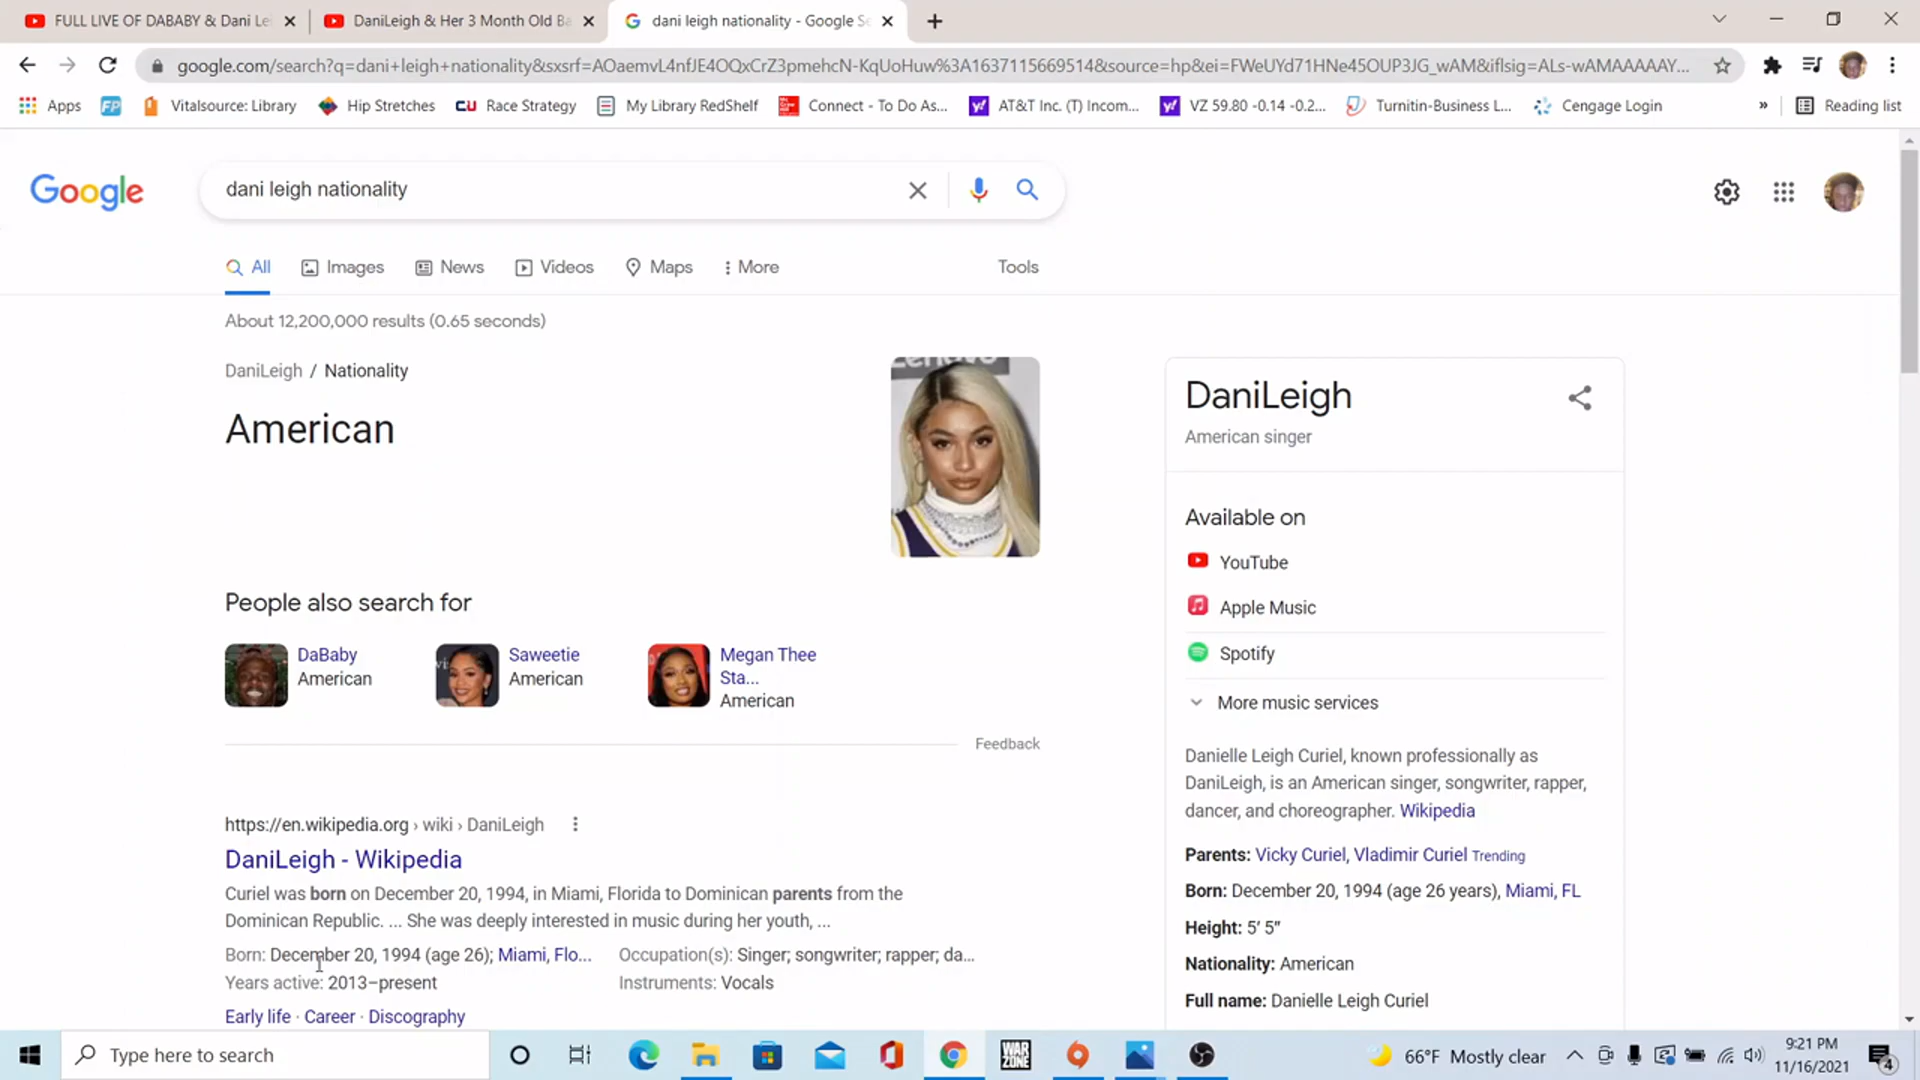 FULL LIVE OF DABABY & Dani Le
DaniLeigh & Her 3 Month Old Ba
dani leigh nationality - Google Se
google.com/search?q=dani+leigh+nationality&sxsrf=AOaemvL4nfJE4OQxCrZ3pmehcN-KqUoHuw%3A1637115669514&source=hp&ei=FWeUYd71HNe45OUP3JG_wAM&iflsig=ALs-wAMAAAAAY...
Apps
FP
Vitalsource: Library
Hip Stretches
CU Race Strategy
My Library RedShelf
Connect - To Do As...
AT&T Inc. (T) Incom...
VZ 59.80 -0.14 -0.2...
Turnitin-Business L...
Cengage Login
»
Reading list
Google
dani leigh nationality
All
Images
News
Videos
Maps
More
Tools
About 12,200,000 results (0.65 seconds)
DaniLeigh / Nationality
American
People also search for
DaBaby
American
Saweetie
American
Megan Thee
Sta...
American
Feedback
https://en.wikipedia.org › wiki › DaniLeigh
DaniLeigh - Wikipedia
Curiel was born on December 20, 1994, in Miami, Florida to Dominican parents from the
Dominican Republic. ... She was deeply interested in music during her youth, ...
Born: December 20, 1994 (age 26); Miami, Flo...
Occupation(s): Singer; songwriter; rapper; da...
Years active: 2013–present
Instruments: Vocals
Early life · Career · Discography
DaniLeigh
American singer
Available on
YouTube
Apple Music
Spotify
More music services
Danielle Leigh Curiel, known professionally as
DaniLeigh, is an American singer, songwriter, rapper,
dancer, and choreographer. Wikipedia
Parents: Vicky Curiel, Vladimir Curiel Trending
Born: December 20, 1994 (age 26 years), Miami, FL
Height: 5′ 5″
Nationality: American
Full name: Danielle Leigh Curiel
Type here to search
WAR
ZONE
66°F Mostly clear
9:21 PM
11/16/2021
4